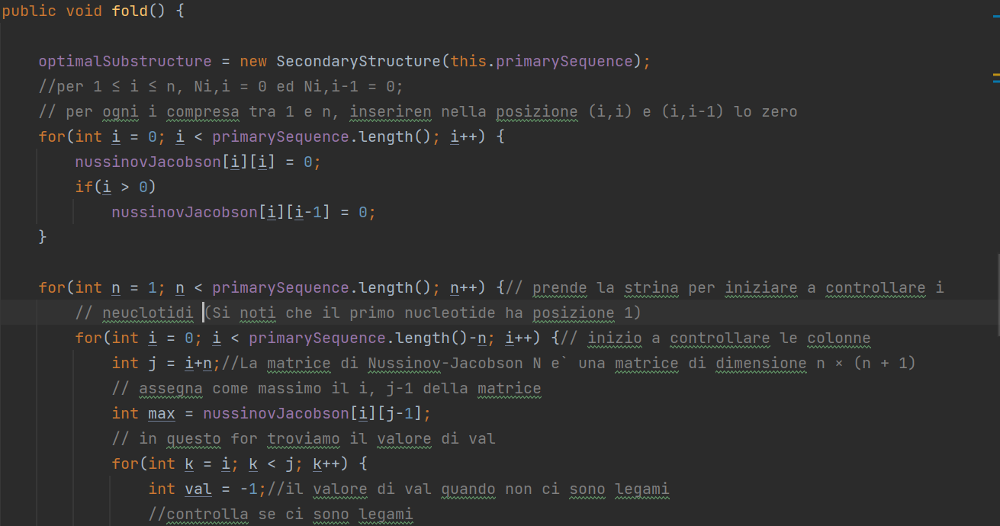 public void fold() {
optimalSubstructure = new SecondaryStructure(this.primarySequence);
//per 1 ≤ i ≤ n, Ni,i = 0 ed Ni,i-1 = 0;
// per ogni i compresa tra 1 e n, inseriren nella posizione (i,i) e (i,i-1) lo zero
for(int i = 0; i < primarySequence.length(); i++) {
nussinovJacobson[i][i] = 0;
if(i > 0)
nussinovJacobson[i][i-1] = 0;
}
for(int n = 1; n < primarySequence.length(); n++) {// prende la strina per iniziare a controllare i
// neuclotidi (Si noti che il primo nucleotide ha posizione 1)
for(int i = 0; i < primarySequence.length()-n; i++) {// inizio a controllare le colonne
int j = i+n;//La matrice di Nussinov-Jacobson N e` una matrice di dimensione n × (n + 1)
// assegna come massimo il i, j-1 della matrice
int max = nussinovJacobson[i][j-1];
// in questo for troviamo il valore di val
for(int k = i; k < j; k++) {
int val = -1;//il valore di val quando non ci sono legami
//controlla se ci sono legami